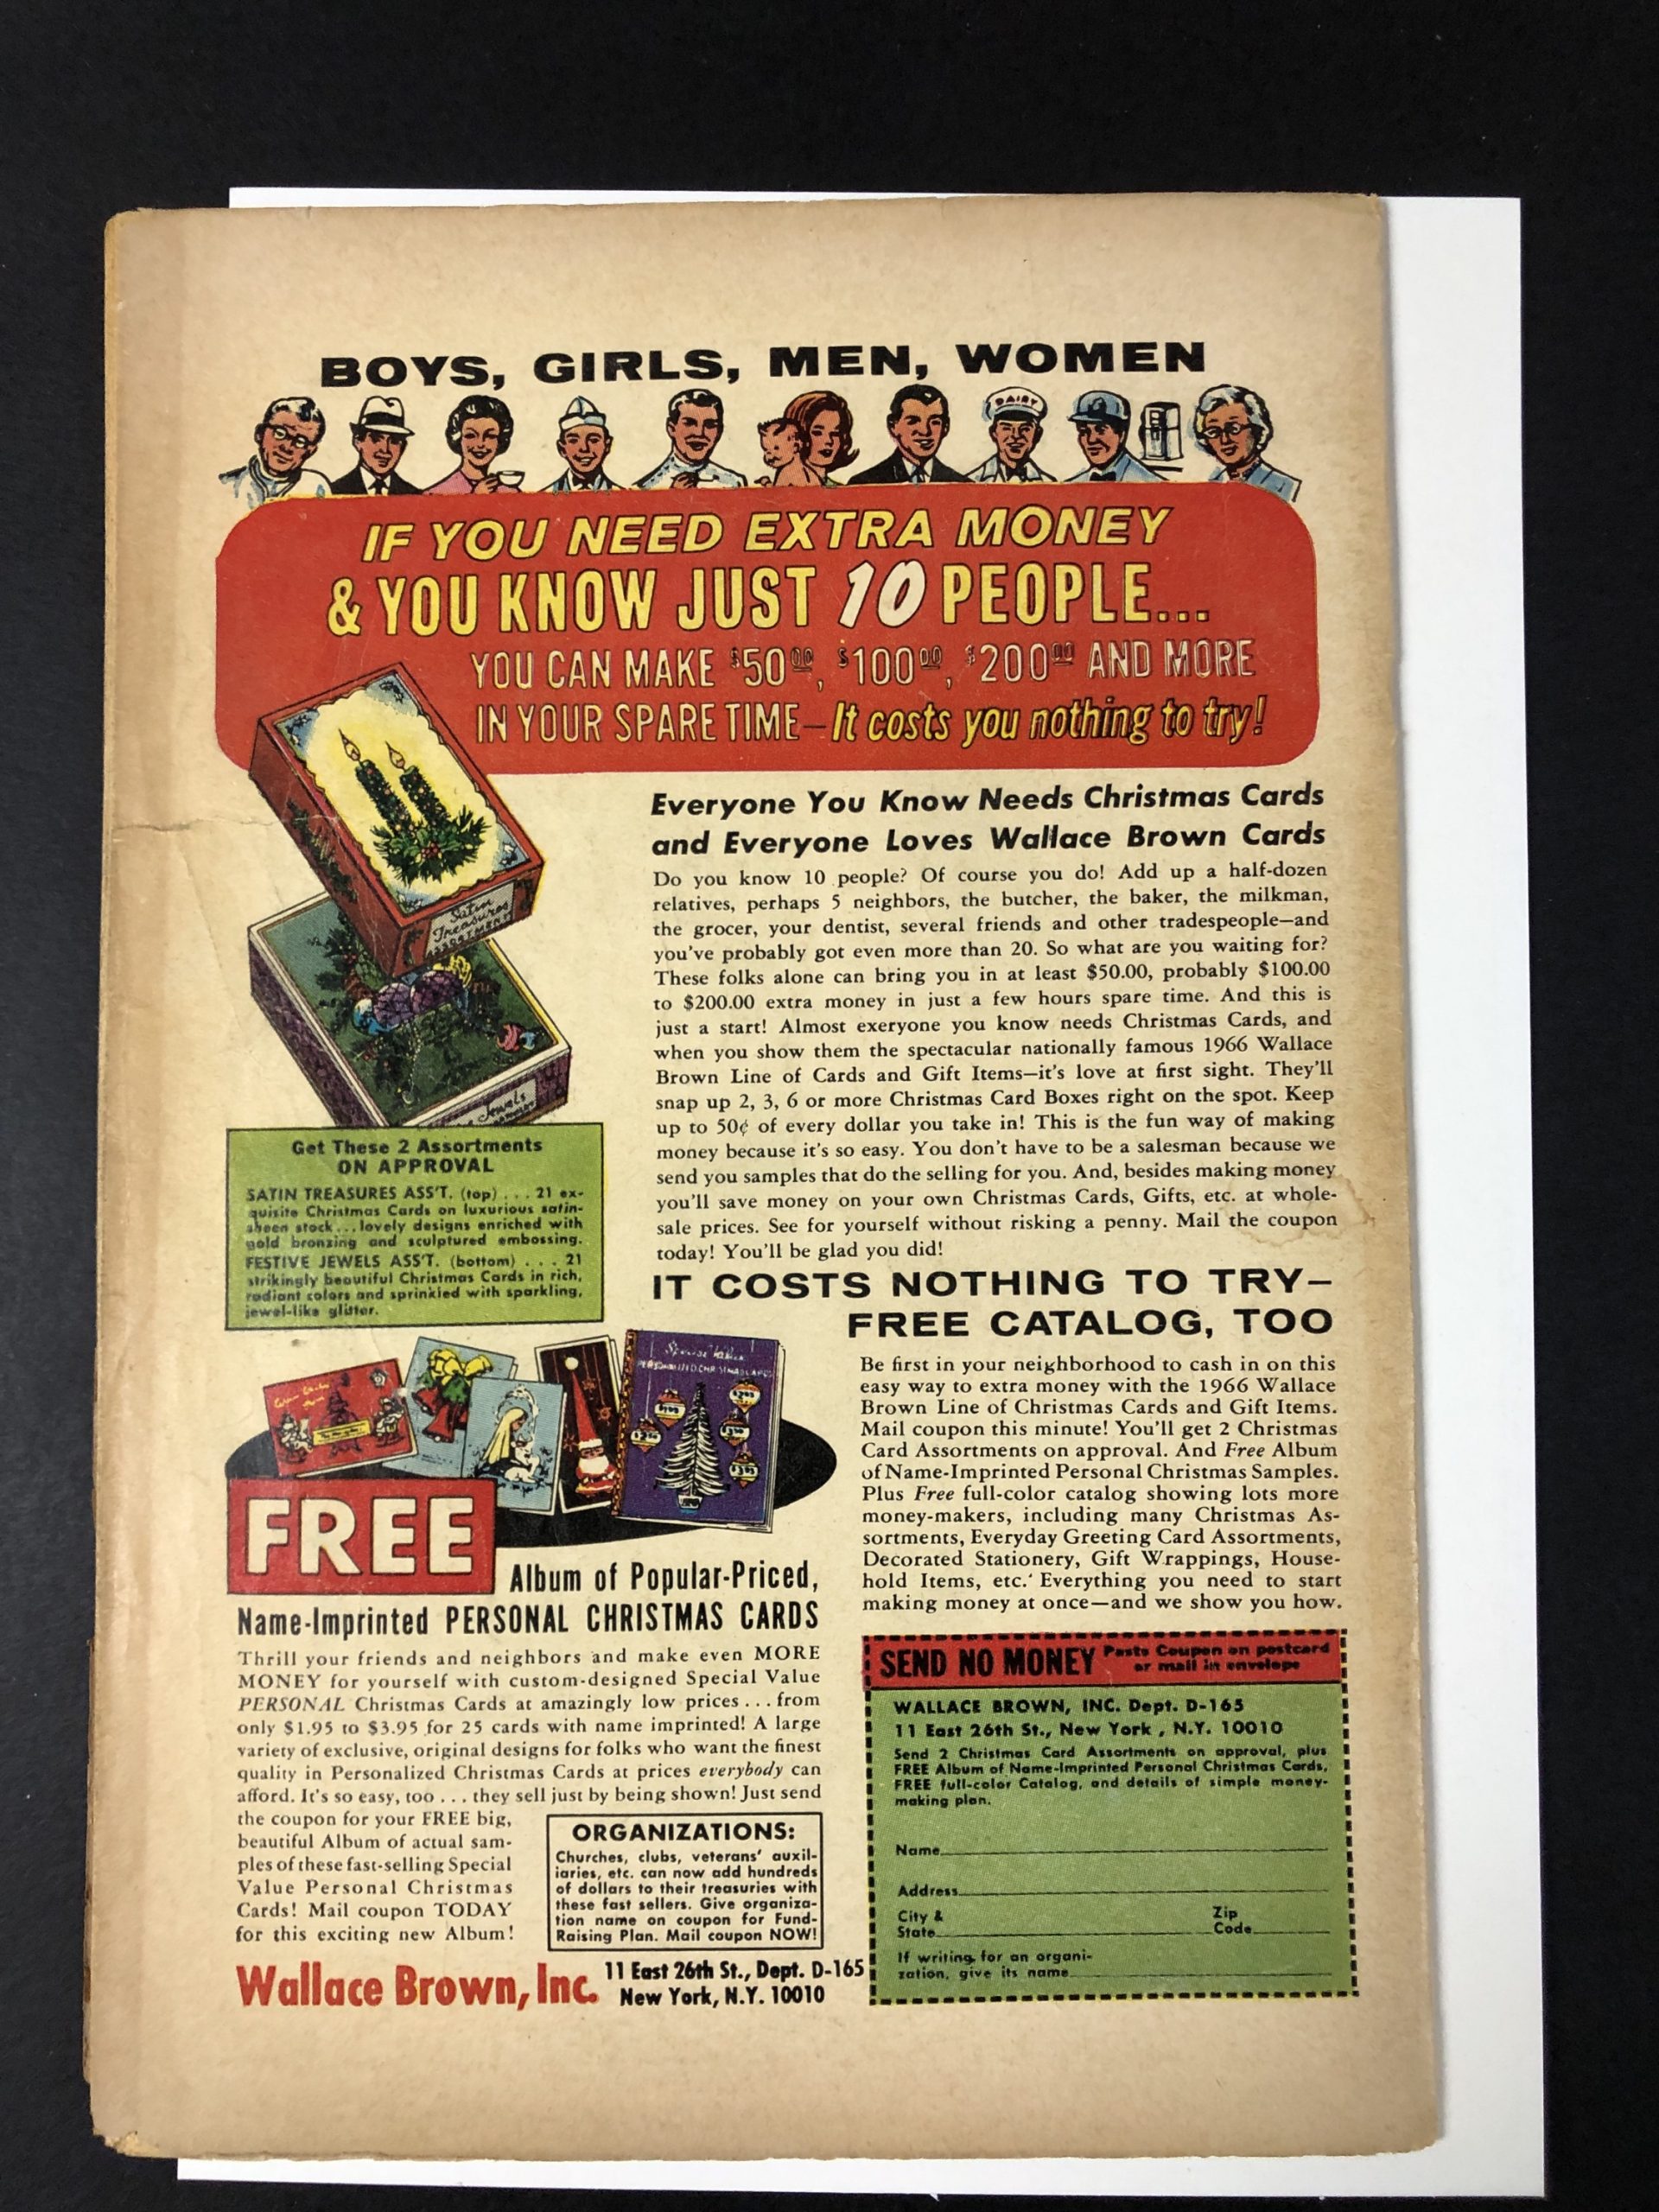 BOYS, GIRLS, MEN, WOMEN
DAIRY
IF YOU NEED EXTRA MONEY
& YOU KNOW JUST 10 PEOPLE...
YOU CAN MAKE $50.00, $100.00, $200.00 AND MORE
IN YOUR SPARE TIME—It costs you nothing to try!
Satin
Treasures
ASSORTMENT
Jewels
Get These 2 Assortments
ON APPROVAL
SATIN TREASURES ASS'T. (top) . . . 21 ex-
quisite Christmas Cards on luxurious satin-
sheen stock . . . lovely designs enriched with
gold bronzing and sculptured embossing.
FESTIVE JEWELS ASS'T. (bottom) . . . 21
strikingly beautiful Christmas Cards in rich,
radiant colors and sprinkled with sparkling,
jewel-like glitter.
Everyone You Know Needs Christmas Cards
and Everyone Loves Wallace Brown Cards
Do you know 10 people? Of course you do! Add up a half-dozen
relatives, perhaps 5 neighbors, the butcher, the baker, the milkman,
the grocer, your dentist, several friends and other tradespeople—and
you've probably got even more than 20. So what are you waiting for?
These folks alone can bring you in at least $50.00, probably $100.00
to $200.00 extra money in just a few hours spare time. And this is
just a start! Almost exeryone you know needs Christmas Cards, and
when you show them the spectacular nationally famous 1966 Wallace
Brown Line of Cards and Gift Items—it's love at first sight. They'll
snap up 2, 3, 6 or more Christmas Card Boxes right on the spot. Keep
up to 50¢ of every dollar you take in! This is the fun way of making
money because it's so easy. You don't have to be a salesman because we
send you samples that do the selling for you. And, besides making money
you'll save money on your own Christmas Cards, Gifts, etc. at whole-
sale prices. See for yourself without risking a penny. Mail the coupon
today! You'll be glad you did!
IT COSTS NOTHING TO TRY—
FREE CATALOG, TOO
Be first in your neighborhood to cash in on this
easy way to extra money with the 1966 Wallace
Brown Line of Christmas Cards and Gift Items.
Mail coupon this minute! You'll get 2 Christmas
Card Assortments on approval. And Free Album
of Name-Imprinted Personal Christmas Samples.
Plus Free full-color catalog showing lots more
money-makers, including many Christmas As-
sortments, Everyday Greeting Card Assortments,
Decorated Stationery, Gift Wrappings, House-
hold Items, etc. Everything you need to start
making money at once—and we show you how.
Special Value
PERSONALIZED CHRISTMAS CARDS
FREE
Album of Popular-Priced,
Name-Imprinted PERSONAL CHRISTMAS CARDS
Thrill your friends and neighbors and make even MORE
MONEY for yourself with custom-designed Special Value
PERSONAL Christmas Cards at amazingly low prices . . . from
only $1.95 to $3.95 for 25 cards with name imprinted! A large
variety of exclusive, original designs for folks who want the finest
quality in Personalized Christmas Cards at prices everybody can
afford. It's so easy, too . . . they sell just by being shown! Just send
the coupon for your FREE big,
beautiful Album of actual sam-
ples of these fast-selling Special
Value Personal Christmas
Cards! Mail coupon TODAY
for this exciting new Album!
ORGANIZATIONS:
Churches, clubs, veterans' auxil-
iaries, etc. can now add hundreds
of dollars to their treasuries with
these fast sellers. Give organiza-
tion name on coupon for Fund-
Raising Plan. Mail coupon NOW!
Wallace Brown, Inc.
11 East 26th St., Dept. D-165
New York, N.Y. 10010
SEND NO MONEY Paste Coupon on postcard
or mail in envelope
WALLACE BROWN, INC. Dept. D-165
11 East 26th St., New York , N.Y. 10010
Send 2 Christmas Card Assortments on approval, plus
FREE Album of Name-Imprinted Personal Christmas Cards,
FREE full-color Catalog, and details of simple money-
making plan.
Name
Address
City &
State
Zip
Code
If writing for an organi-
zation, give its name